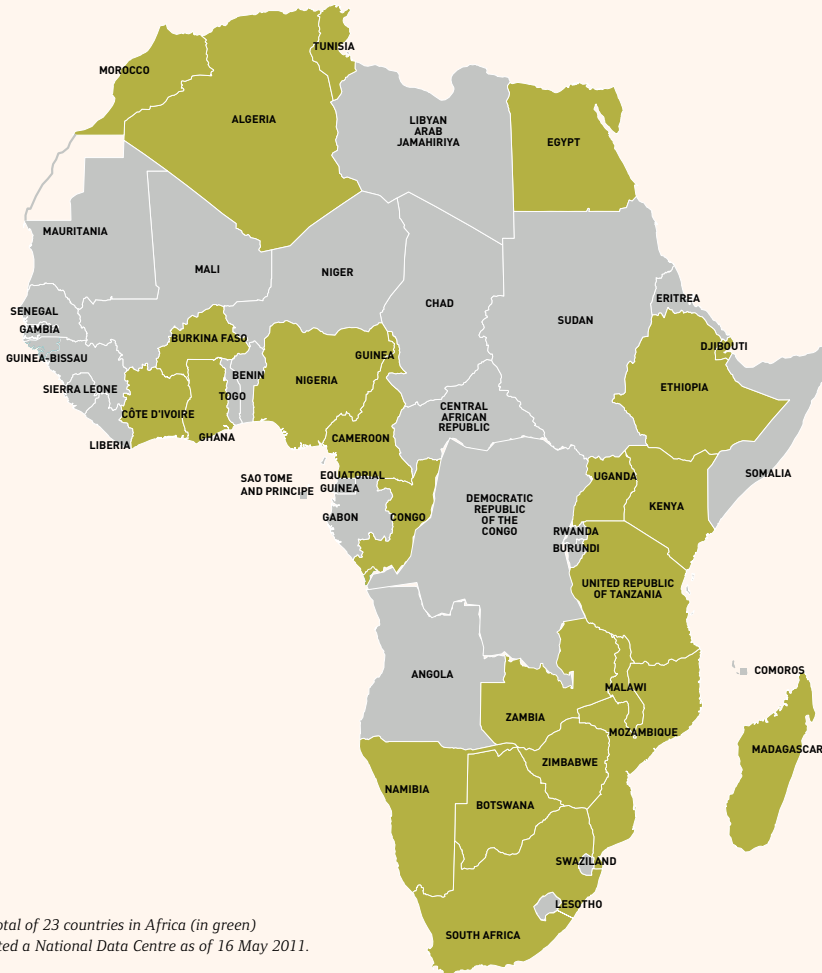 TUNISIA
MOROCCO
ALGERIA
LIBYAN
ARAB
JAMAHIRIYA
EGYPT
MAURITANIA
MALI
NIGER
CHAD
SUDAN
ERITREA
SENEGAL
GAMBIA
GUINEA-BISSAU
BURKINA FASO
GUINEA
DJIBOUTI
BENIN
NIGERIA
ETHIOPIA
SIERRA LEONE
TOGO
CÔTE D'IVOIRE
CENTRAL
AFRICAN
REPUBLIC
LIBERIA
GHANA
CAMEROON
SAO TOME
AND PRINCIPE
EQUATORIAL
GUINEA
UGANDA
SOMALIA
KENYA
GABON
CONGO
DEMOCRATIC
REPUBLIC
OF THE
CONGO
RWANDA
BURUNDI
UNITED REPUBLIC
OF TANZANIA
ANGOLA
COMOROS
MALAWI
ZAMBIA
MOZAMBIQUE
MADAGASCAR
ZIMBABWE
NAMIBIA
BOTSWANA
SWAZILAND
LESOTHO
SOUTH AFRICA
otal of 23 countries in Africa (in green)
ted a National Data Centre as of 16 May 2011.